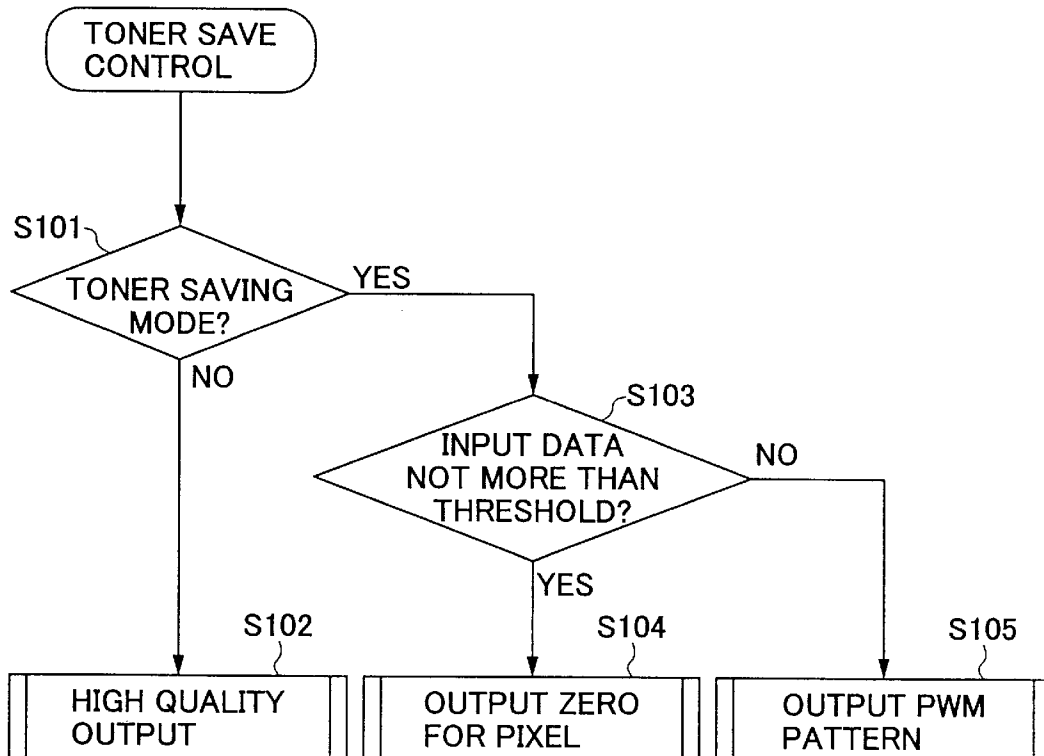 TONER SAVE
CONTROL
S101
TONER SAVING
MODE?
YES
NO
S103
INPUT DATA
NOT MORE THAN
THRESHOLD?
NO
YES
S102
HIGH QUALITY
OUTPUT
S104
OUTPUT ZERO
FOR PIXEL
S105
OUTPUT PWM
PATTERN